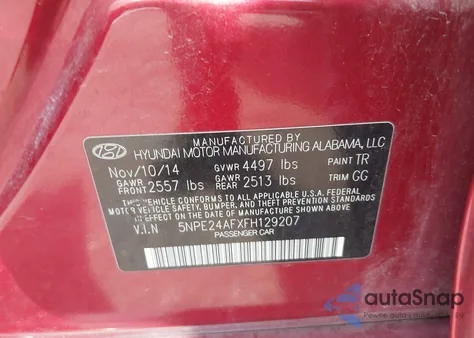 MANUFACTURED BY
HYUNDAI MOTOR MANUFACTURING ALABAMA, LLC
Nov/10/14 GVWR 4497 lbs PAINT TR
GAWR FRONT 2557 lbs GAWR REAR 2513 lbs TRIM GG
THIS VEHICLE CONFORMS TO ALL APPLICABLE U.S.A. FEDERAL
MOTOR VEHICLE SAFETY, BUMPER, AND THEFT PREVENTION STANDARDS
IN EFFECT ON THE DATE OF MANUFACTURE SHOWN ABOVE.
V.I.N 5NPE24AFXFH129207
PASSENGER CAR
autoSnap